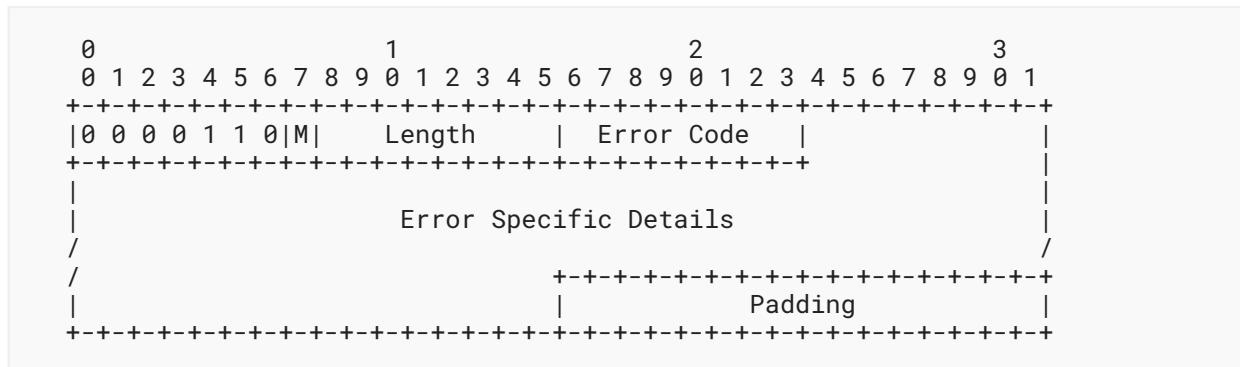 0                   1                   2                   3
 0 1 2 3 4 5 6 7 8 9 0 1 2 3 4 5 6 7 8 9 0 1 2 3 4 5 6 7 8 9 0 1
+-+-+-+-+-+-+-+-+-+-+-+-+-+-+-+-+-+-+-+-+-+-+-+-+-+-+-+-+-+-+-+-+
|0 0 0 0 1 1 0|M|    Length     |  Error Code   |               |
+-+-+-+-+-+-+-+-+-+-+-+-+-+-+-+-+-+-+-+-+-+-+-+-+               |
|                                                               |
|                     Error Specific Details                    |
/                                                               /
/                               +-+-+-+-+-+-+-+-+-+-+-+-+-+-+-+-+
|                               |            Padding            |
+-+-+-+-+-+-+-+-+-+-+-+-+-+-+-+-+-+-+-+-+-+-+-+-+-+-+-+-+-+-+-+-+